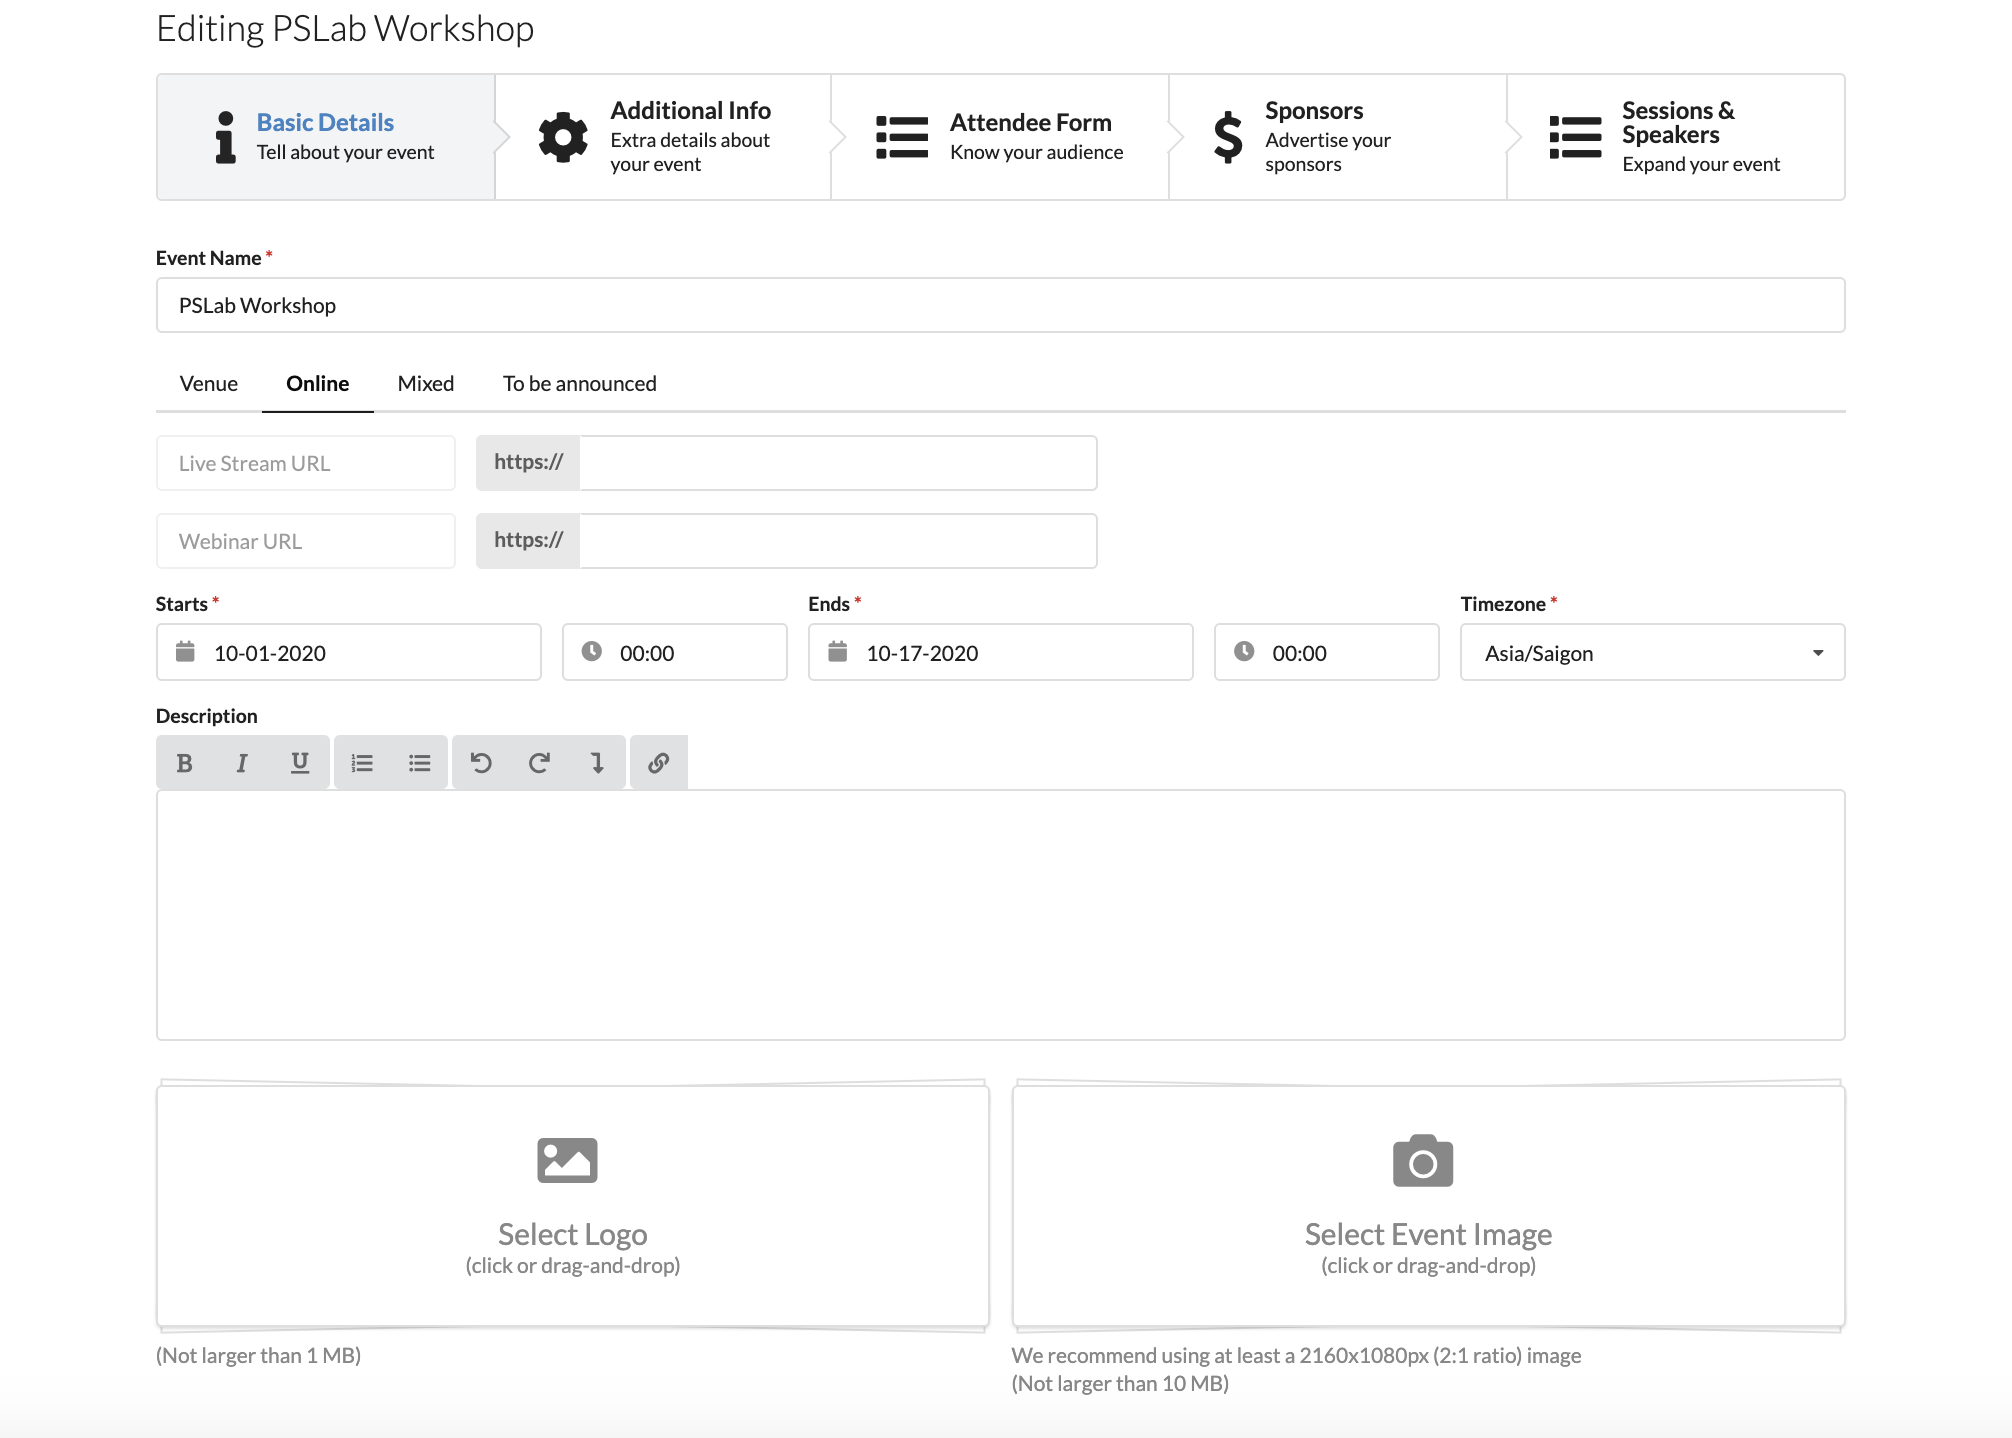 Editing PSLab Workshop
Basic Details
Tell about your event
Additional Info
Extra details about
your event
Attendee Form
Know your audience
Sponsors
Advertise your
sponsors
Sessions &
Speakers
Expand your event
Event Name *
PSLab Workshop
Venue Online Mixed To be announced
Live Stream URL https://
Webinar URL https://
Starts * Ends * Timezone *
10-01-2020 00:00 10-17-2020 00:00 Asia/Saigon
Description
B I U
Select Logo
(click or drag-and-drop)
(Not larger than 1 MB)
Select Event Image
(click or drag-and-drop)
We recommend using at least a 2160x1080px (2:1 ratio) image
(Not larger than 10 MB)